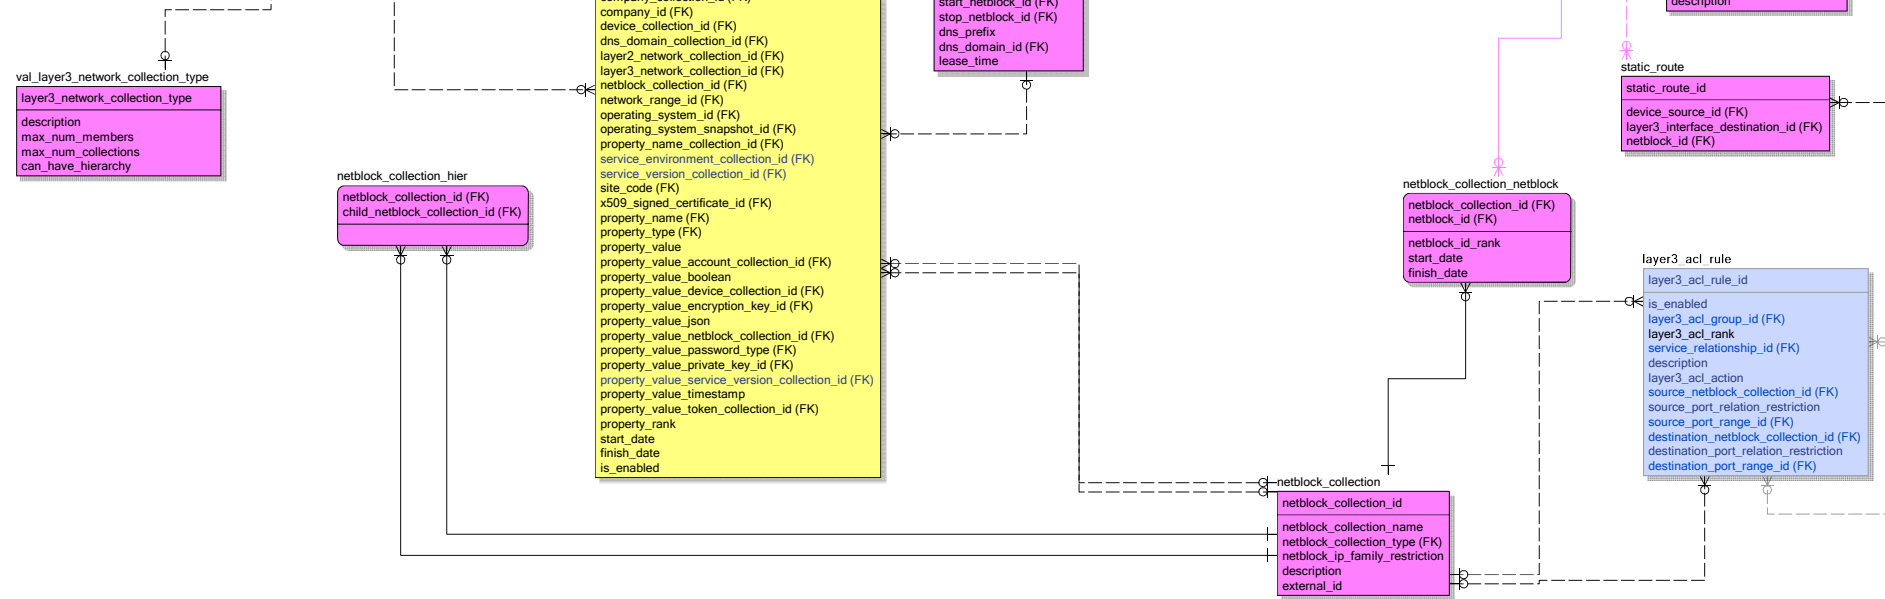 val_layer3_network_collection_type
layer3_network_collection_type
description
max_num_members
max_num_collections
can_have_hierarchy
netblock_collection_hier
netblock_collection_id (FK)
child_netblock_collection_id (FK)
company_collection_id (FK)
company_id (FK)
device_collection_id (FK)
dns_domain_collection_id (FK)
layer2_network_collection_id (FK)
layer3_network_collection_id (FK)
netblock_collection_id (FK)
network_range_id (FK)
operating_system_id (FK)
operating_system_snapshot_id (FK)
property_name_collection_id (FK)
service_environment_collection_id (FK)
service_version_collection_id (FK)
site_code (FK)
x509_signed_certificate_id (FK)
property_name (FK)
property_type (FK)
property_value
property_value_account_collection_id (FK)
property_value_boolean
property_value_device_collection_id (FK)
property_value_encryption_key_id (FK)
property_value_json
property_value_netblock_collection_id (FK)
property_value_password_type (FK)
property_value_private_key_id (FK)
property_value_service_version_collection_id (FK)
property_value_timestamp
property_value_token_collection_id (FK)
property_rank
start_date
finish_date
is_enabled
start_netblock_id (FK)
stop_netblock_id (FK)
dns_prefix
dns_domain_id (FK)
lease_time
description
static_route
static_route_id
device_source_id (FK)
layer3_interface_destination_id (FK)
netblock_id (FK)
netblock_collection_netblock
netblock_collection_id (FK)
netblock_id (FK)
netblock_id_rank
start_date
finish_date
layer3_acl_rule
layer3_acl_rule_id
is_enabled
layer3_acl_group_id (FK)
layer3_acl_rank
service_relationship_id (FK)
description
layer3_acl_action
source_netblock_collection_id (FK)
source_port_relation_restriction
source_port_range_id (FK)
destination_netblock_collection_id (FK)
destination_port_relation_restriction
destination_port_range_id (FK)
netblock_collection
netblock_collection_id
netblock_collection_name
netblock_collection_type (FK)
netblock_ip_family_restriction
description
external_id